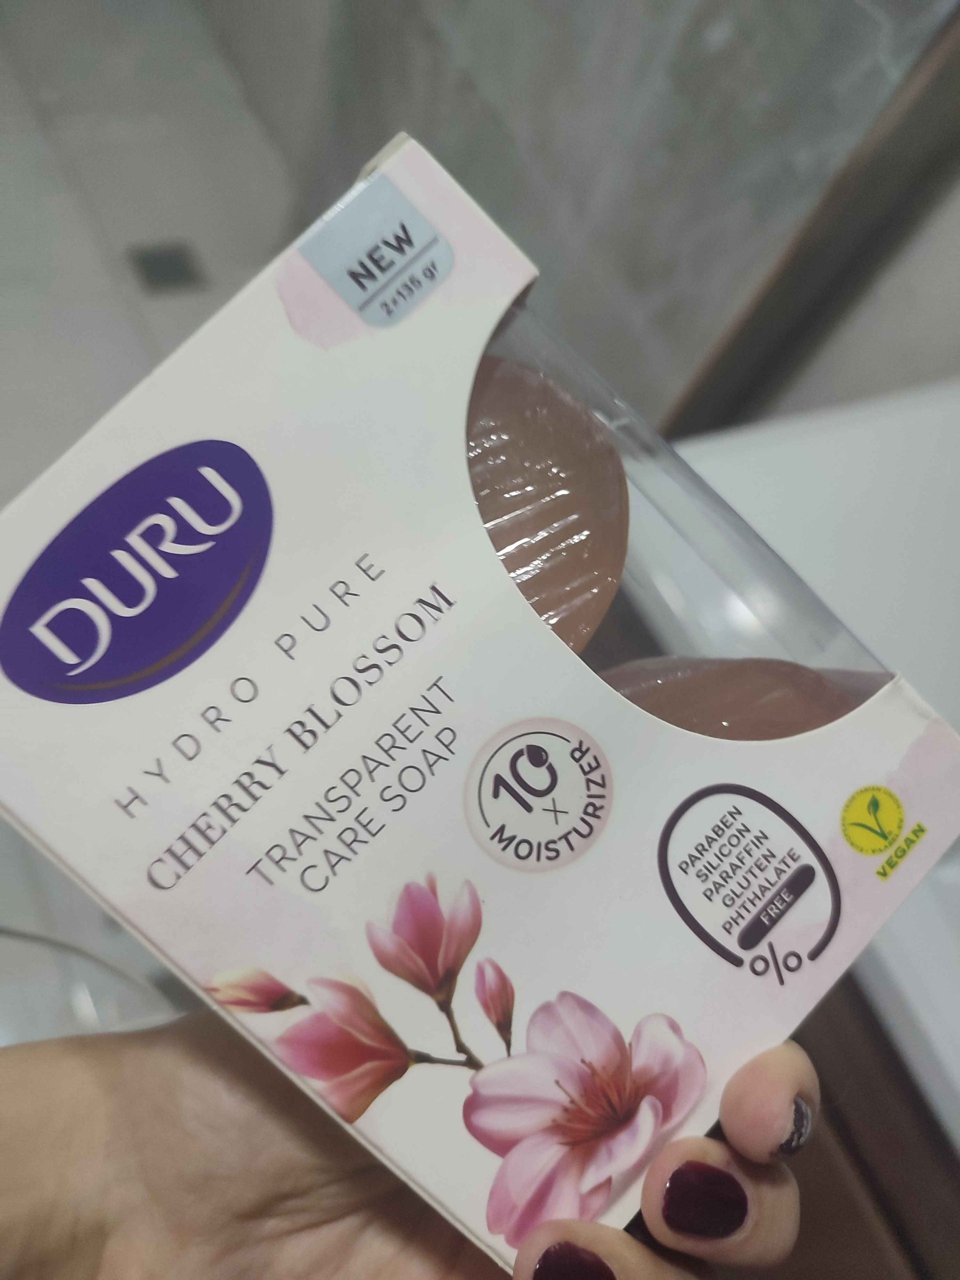 NEW
2x135 gr
DURU
HYDRO PURE
CHERRY BLOSSOM
TRANSPARENT
CARE SOAP
10
X
MOISTURIZER
PARABEN
SILICON
PARAFFIN
GLUTEN
PHTHALATE
FREE
%
VEGAN